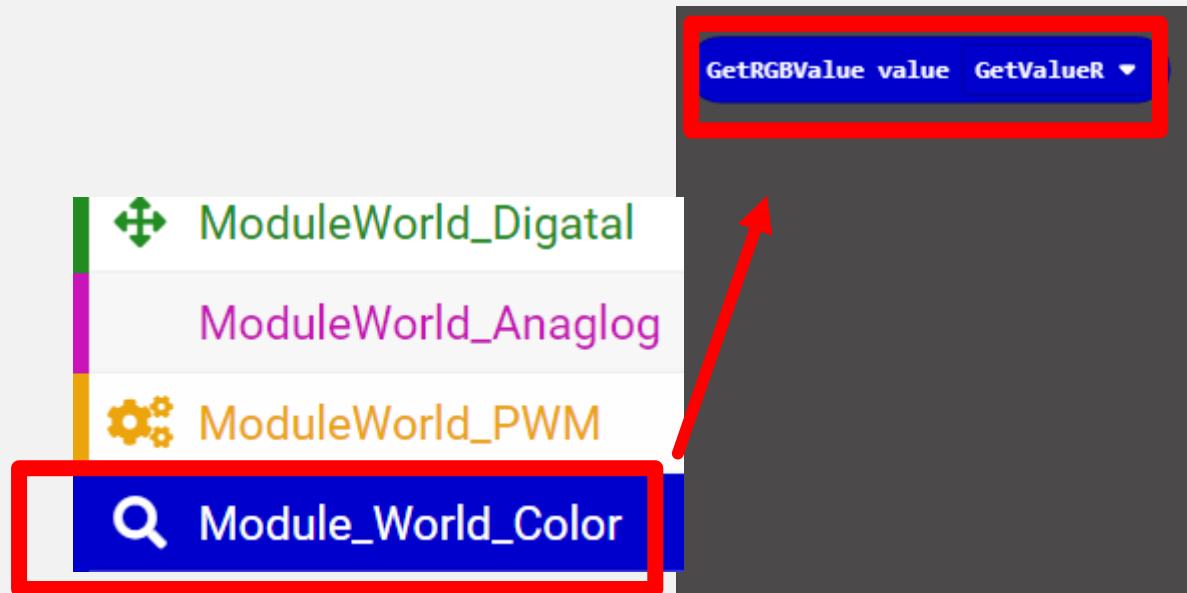 GetRGBValue value GetValueR
ModuleWorld_Digatal
ModuleWorld_Anaglog
ModuleWorld_PWM
Module_World_Color